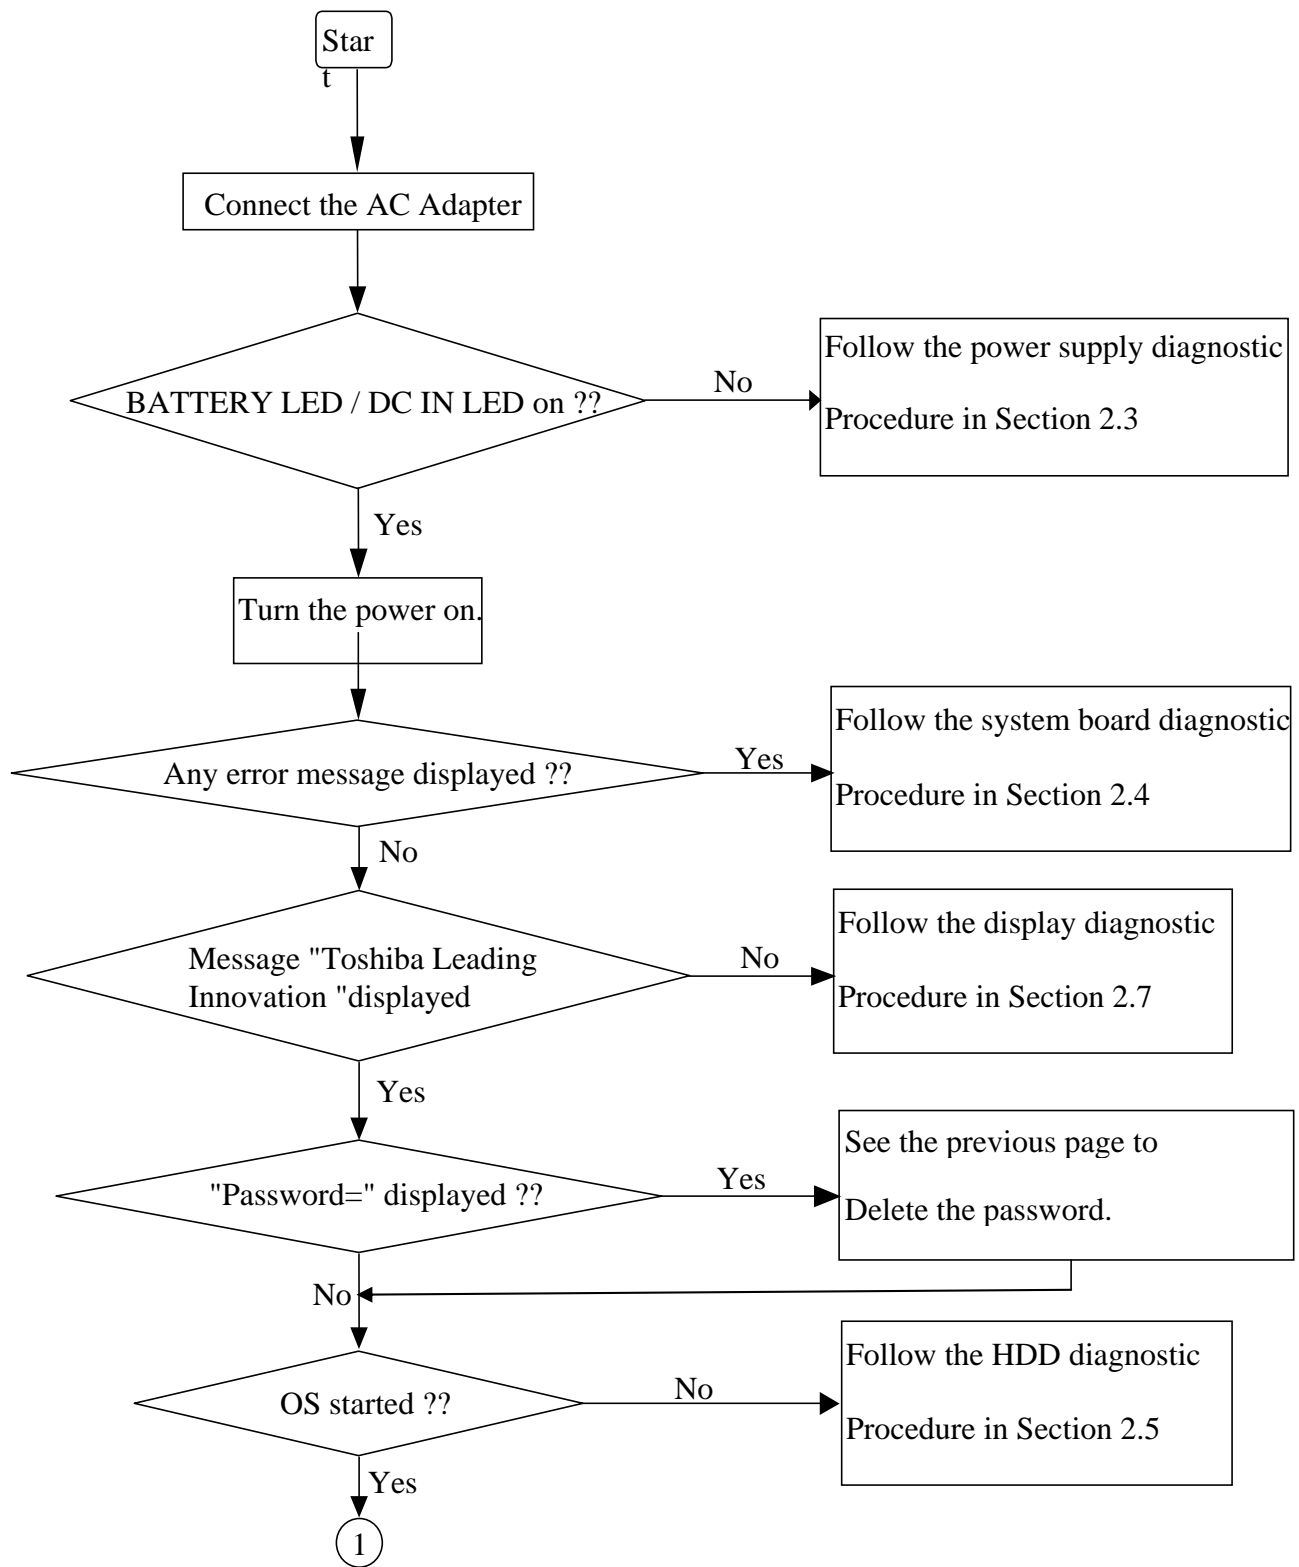 Star
t
Connect the AC Adapter
BATTERY LED / DC IN LED on ??
No
Follow the power supply diagnostic
Procedure in Section 2.3
Yes
Turn the power on.
Any error message displayed ??
Yes
Follow the system board diagnostic
Procedure in Section 2.4
No
Message "Toshiba Leading
Innovation "displayed
No
Follow the display diagnostic
Procedure in Section 2.7
Yes
"Password=" displayed ??
Yes
See the previous page to
Delete the password.
No
OS started ??
No
Follow the HDD diagnostic
Procedure in Section 2.5
Yes
1